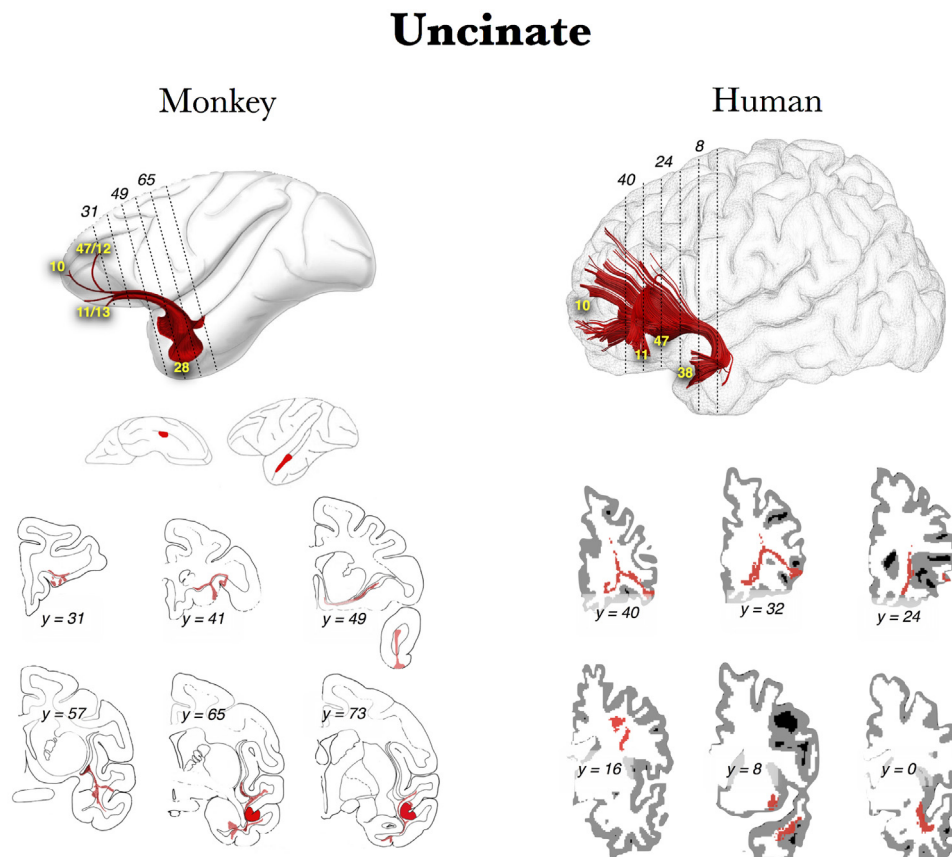 Uncinate
Monkey
Human
65
49
31
47/12
10
11/13
28
8
24
40
10
47
11
38
y = 31
y = 41
y = 49
y = 57
y = 65
y = 73
y = 40
y = 32
y = 24
y = 16
y = 8
y = 0